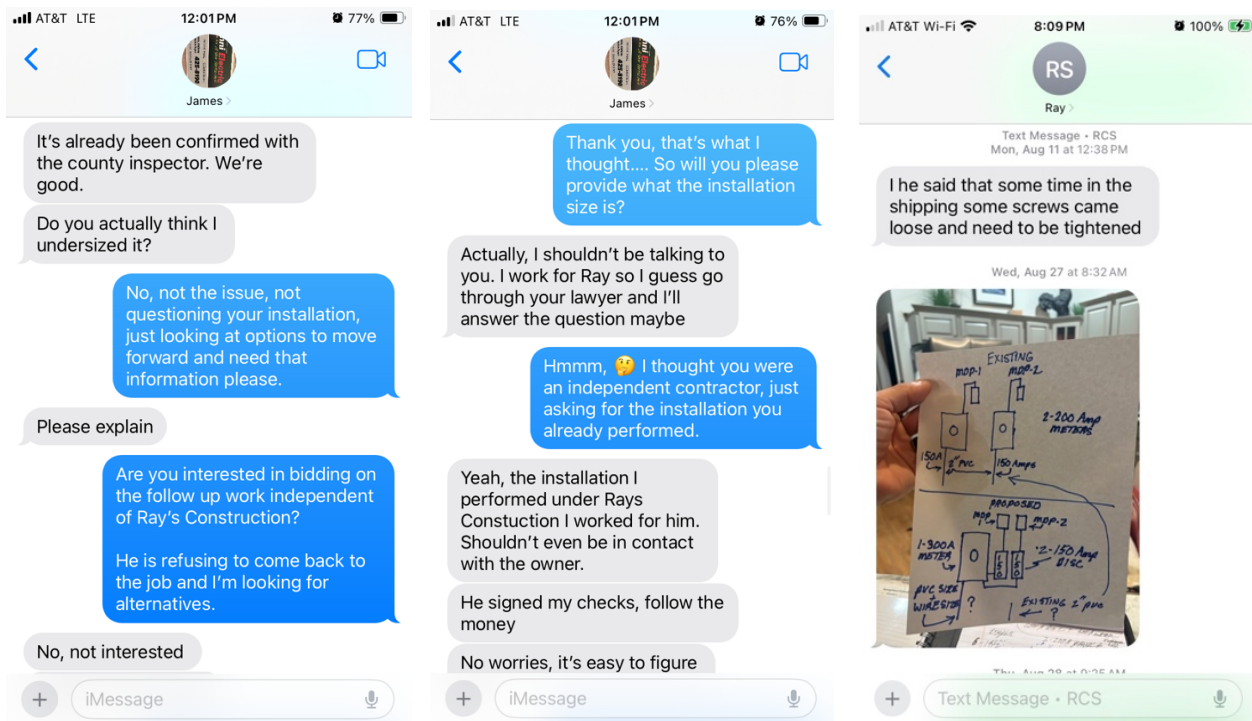 AT&T LTE 12:01 PM 77%
James
It’s already been confirmed with
the county inspector. We’re
good.
Do you actually think I
undersized it?
No, not the issue, not
questioning your installation,
just looking at options to move
forward and need that
information please.
Please explain
Are you interested in bidding on
the follow up work independent
of Ray’s Construction?
He is refusing to come back to
the job and I’m looking for
alternatives.
No, not interested
iMessage
AT&T LTE 12:01 PM 76%
James
Thank you, that’s what I
thought.... So will you please
provide what the installation
size is?
Actually, I shouldn’t be talking to
you. I work for Ray so I guess go
through your lawyer and I’ll
answer the question maybe
Hmmm, 🤔 I thought you were
an independent contractor, just
asking for the installation you
already performed.
Yeah, the installation I
performed under Rays
Constuction I worked for him.
Shouldn’t even be in contact
with the owner.
He signed my checks, follow the
money
No worries, it’s easy to figure
iMessage
AT&T Wi-Fi 8:09 PM 100%
RS
Ray
Text Message • RCS
Mon, Aug 11 at 12:38 PM
I he said that some time in the
shipping some screws came
loose and need to be tightened
Wed, Aug 27 at 8:32 AM
EXISTING
MDP-1 MDP-2
2-200 Amp
METERS
150A 2" PVC 150 Amps
PROPOSED
MDP MDP-2
1-300A
METER
2-150 Amp
DISC
PVC SIZE
WIRE SIZE ?
EXISTING 2" PVC
?
Thu, Aug 28 at 9:25 AM
Text Message • RCS